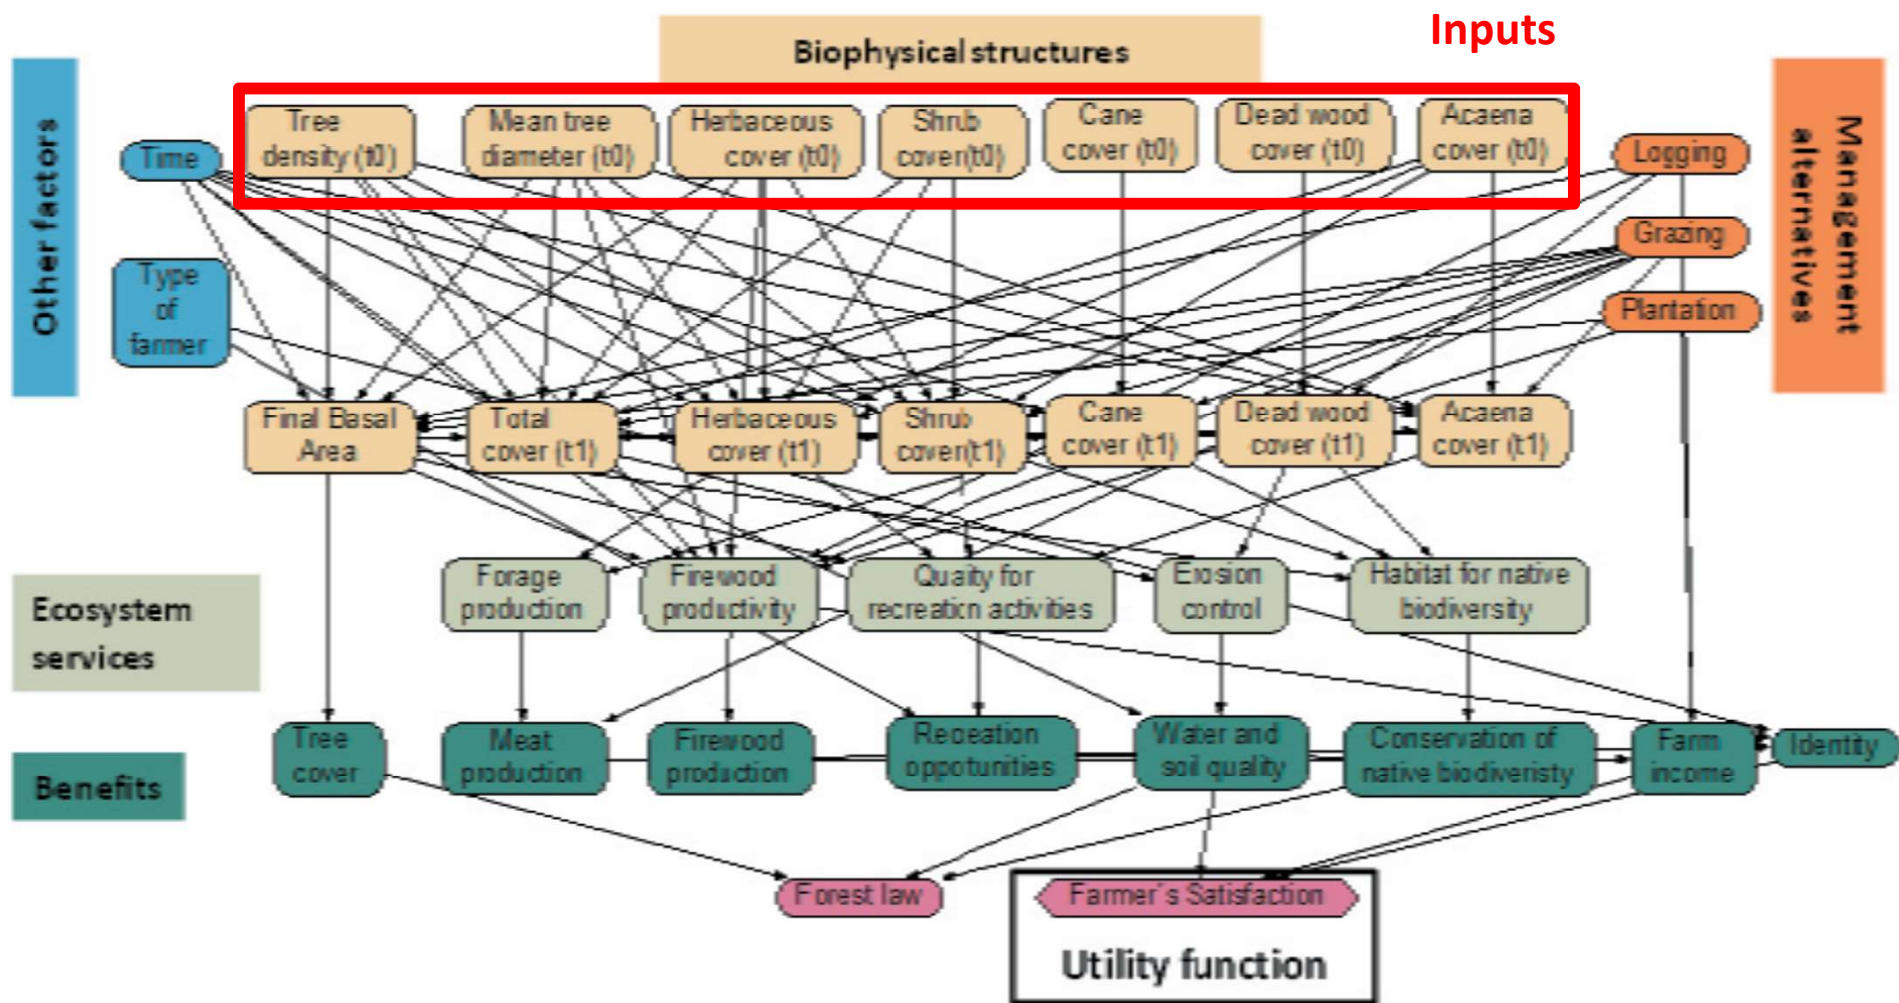 Inputs
Biophysical structures
Other factors
Management
alternatives
Tree
density (t0)
Mean tree
diameter (t0)
Herbaceous
cover (t0)
Shrub
cover(t0)
Cane
cover (t0)
Dead wood
cover (t0)
Acaena
cover (t0)
Time
Logging
Grazing
Type
of
farmer
Plantation
Final Basal
Area
Total
cover (t1)
Herbaceous
cover (t1)
Shrub
cover(t1)
Cane
cover (t1)
Dead wood
cover (t1)
Acaena
cover (t1)
Ecosystem
services
Forage
production
Firewood
productivity
Quaity for
recreation activities
Erosion
control
Habitat for native
biodiversity
Benefits
Tree
cover
Meat
production
Firewood
production
Receation
oppotunities
Water and
soil quality
Conservation of
native biodiveristy
Farm
income
Identity
Forest law
Farmer´s Satisfaction
Utility function